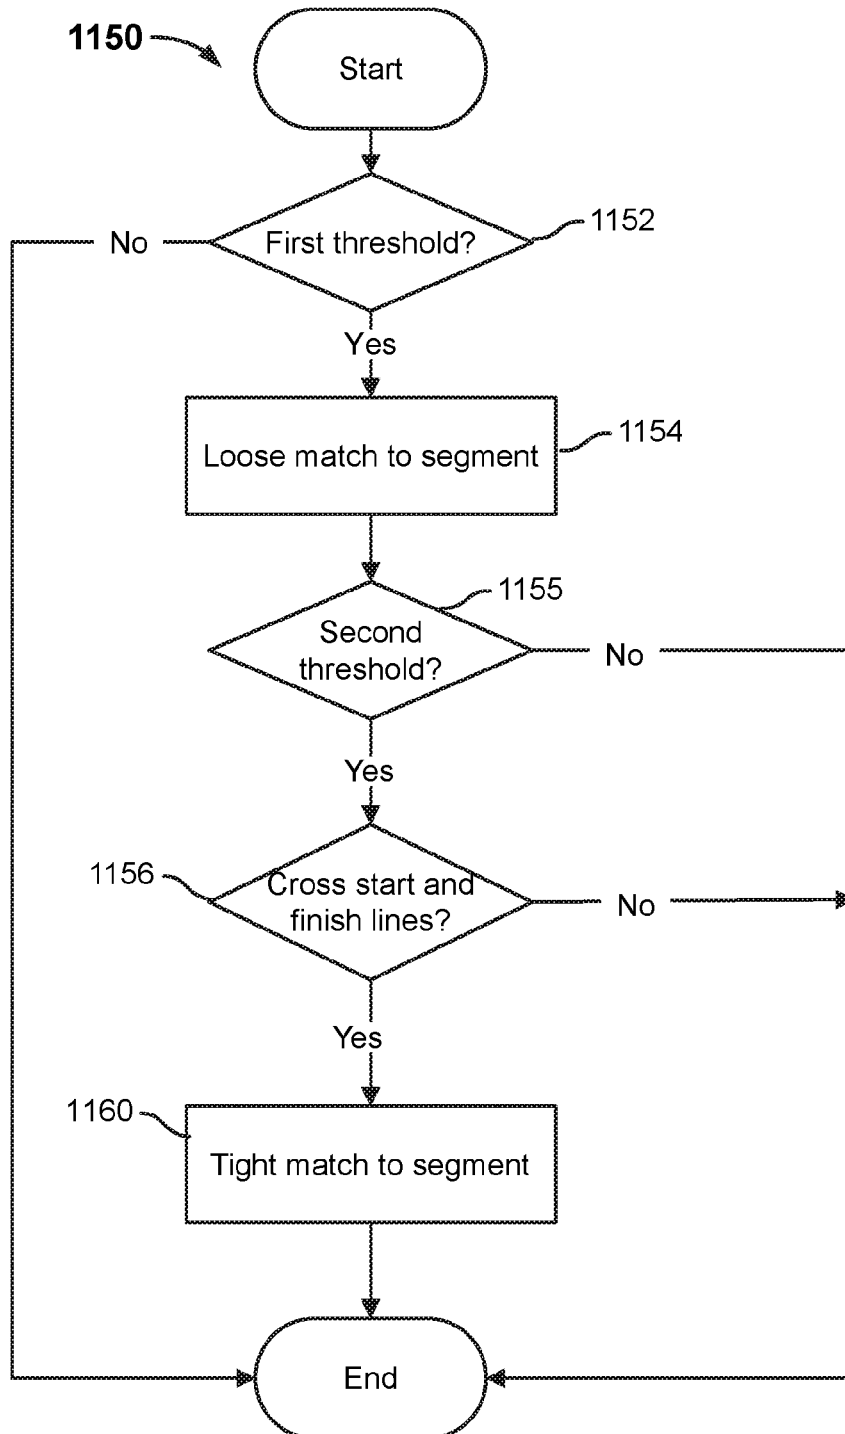 1150
Start
1152
No
First threshold?
Yes
1154
Loose match to segment
1155
Second
threshold?
No
Yes
1156
Cross start and
finish lines?
No
Yes
1160
Tight match to segment
End